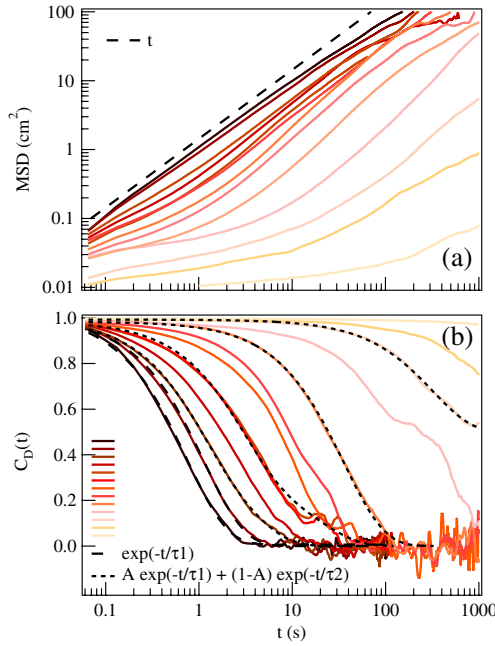 100
10
1
0.1
0.01
MSD (cm²)
t
(a)
1.0
0.8
0.6
0.4
0.2
0.0
C_D(t)
(b)
exp(-t/τ1)
A exp(-t/τ1) + (1-A) exp(-t/τ2)
0.1
1
10
100
1000
t (s)